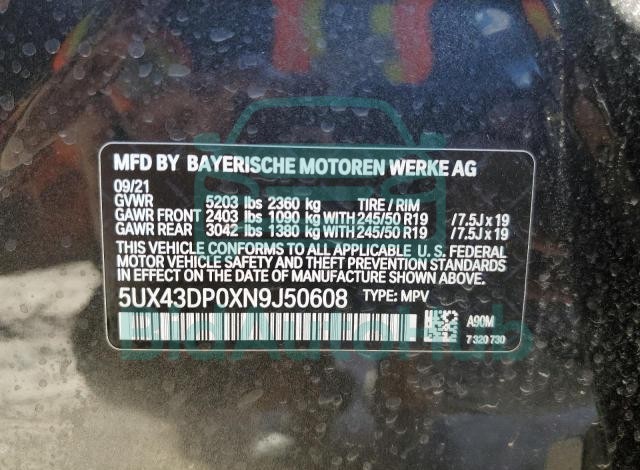 MFD BY BAYERISCHE MOTOREN WERKE AG
09/21
GVWR 5203 lbs 2360 kg TIRE / RIM
GAWR FRONT 2403 lbs 1090 kg WITH 245/50 R19 /7.5J x 19
GAWR REAR 3042 lbs 1380 kg WITH 245/50 R19 /7.5J x 19
THIS VEHICLE CONFORMS TO ALL APPLICABLE U. S. FEDERAL
MOTOR VEHICLE SAFETY AND THEFT PREVENTION STANDARDS
IN EFFECT ON THE DATE OF MANUFACTURE SHOWN ABOVE.
5UX43DP0XN9J50608 TYPE: MPV
A90M
7 320 730
BidAutoHub